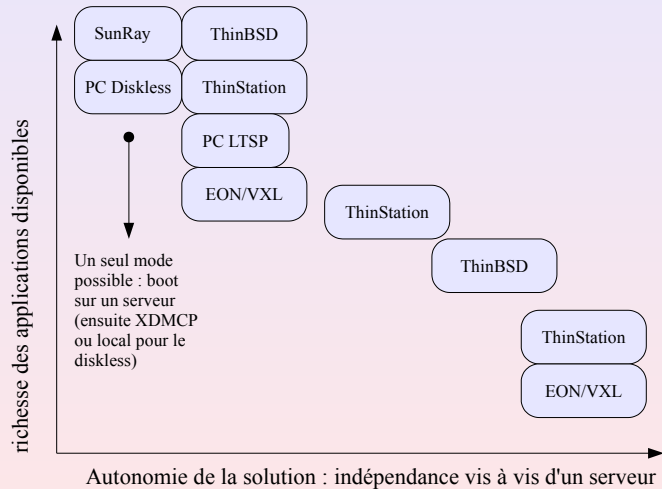 SunRay
ThinBSD
PC Diskless
ThinStation
PC LTSP
EON/VXL
ThinStation
ThinBSD
Un seul mode
possible : boot
sur un serveur
(ensuite XDMCP
ou local pour le
diskless)
ThinStation
EON/VXL
richesse des applications disponibles
Autonomie de la solution : indépendance vis à vis d'un serveur